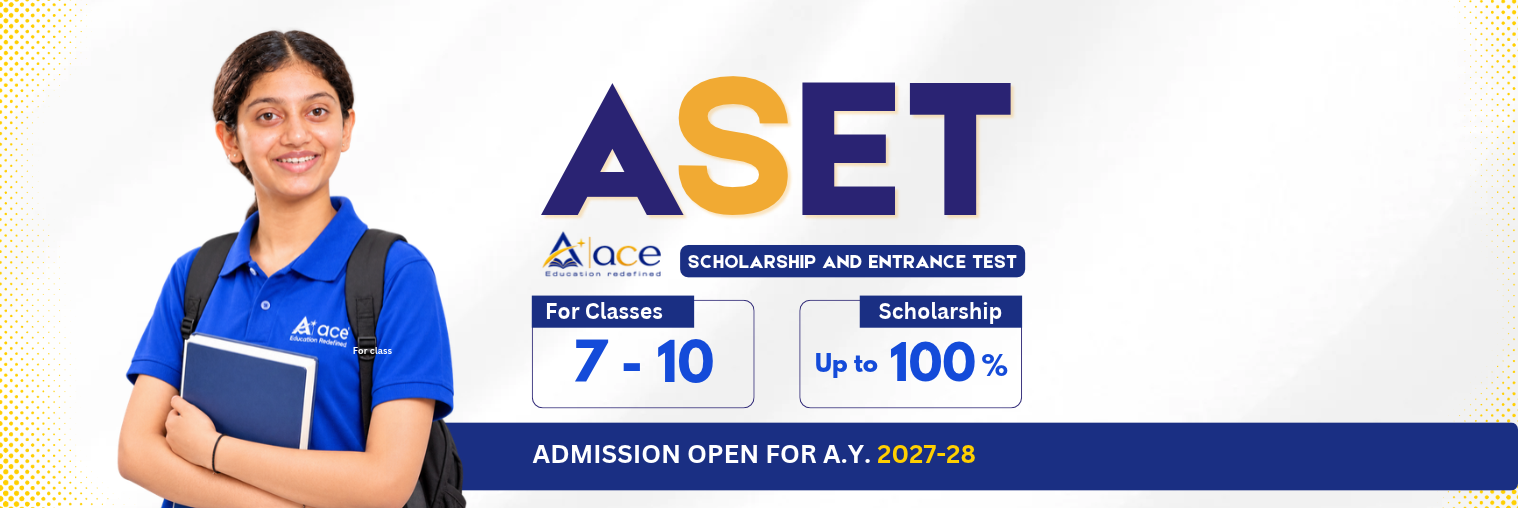 ASET
ace
Education redefined
SCHOLARSHIP AND ENTRANCE TEST
For Classes
7 - 10
Scholarship
Up to 100 %
ace
Education Redefined
For class
ADMISSION OPEN FOR A.Y. 2027-28